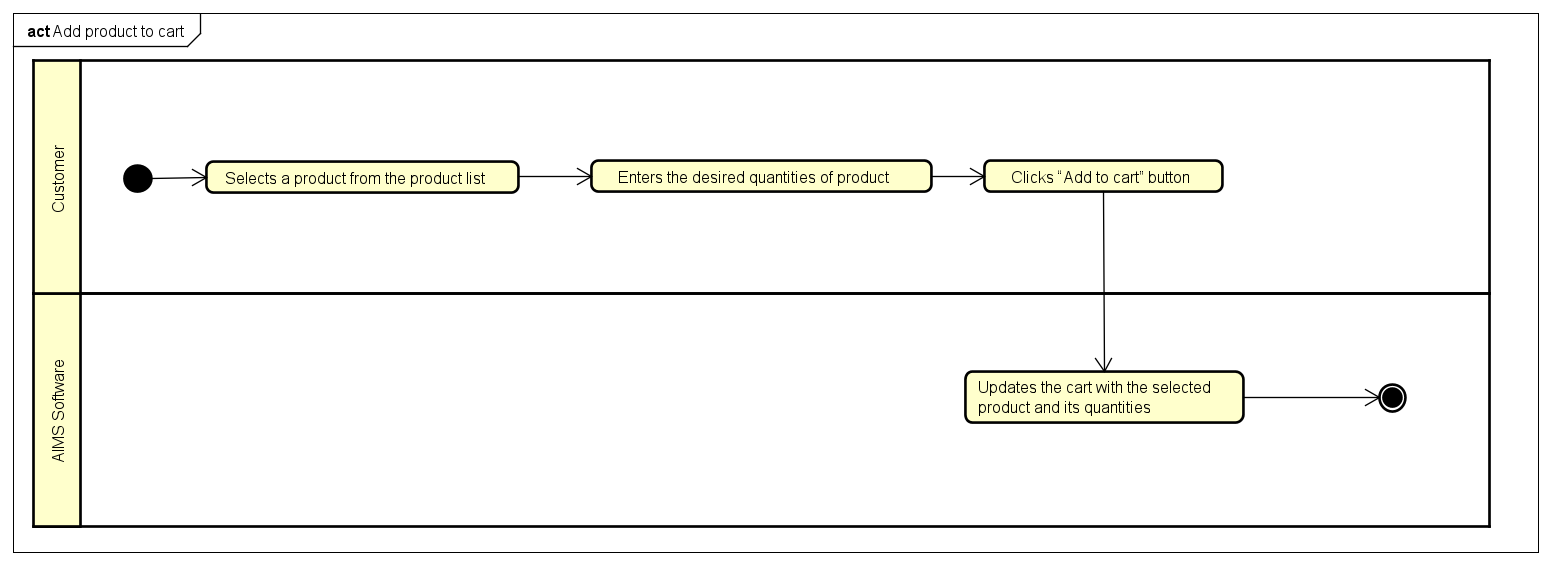 act Add product to cart
Customer
Selects a product from the product list
Enters the desired quantities of product
Clicks “Add to cart” button
AIMS Software
Updates the cart with the selected
product and its quantities